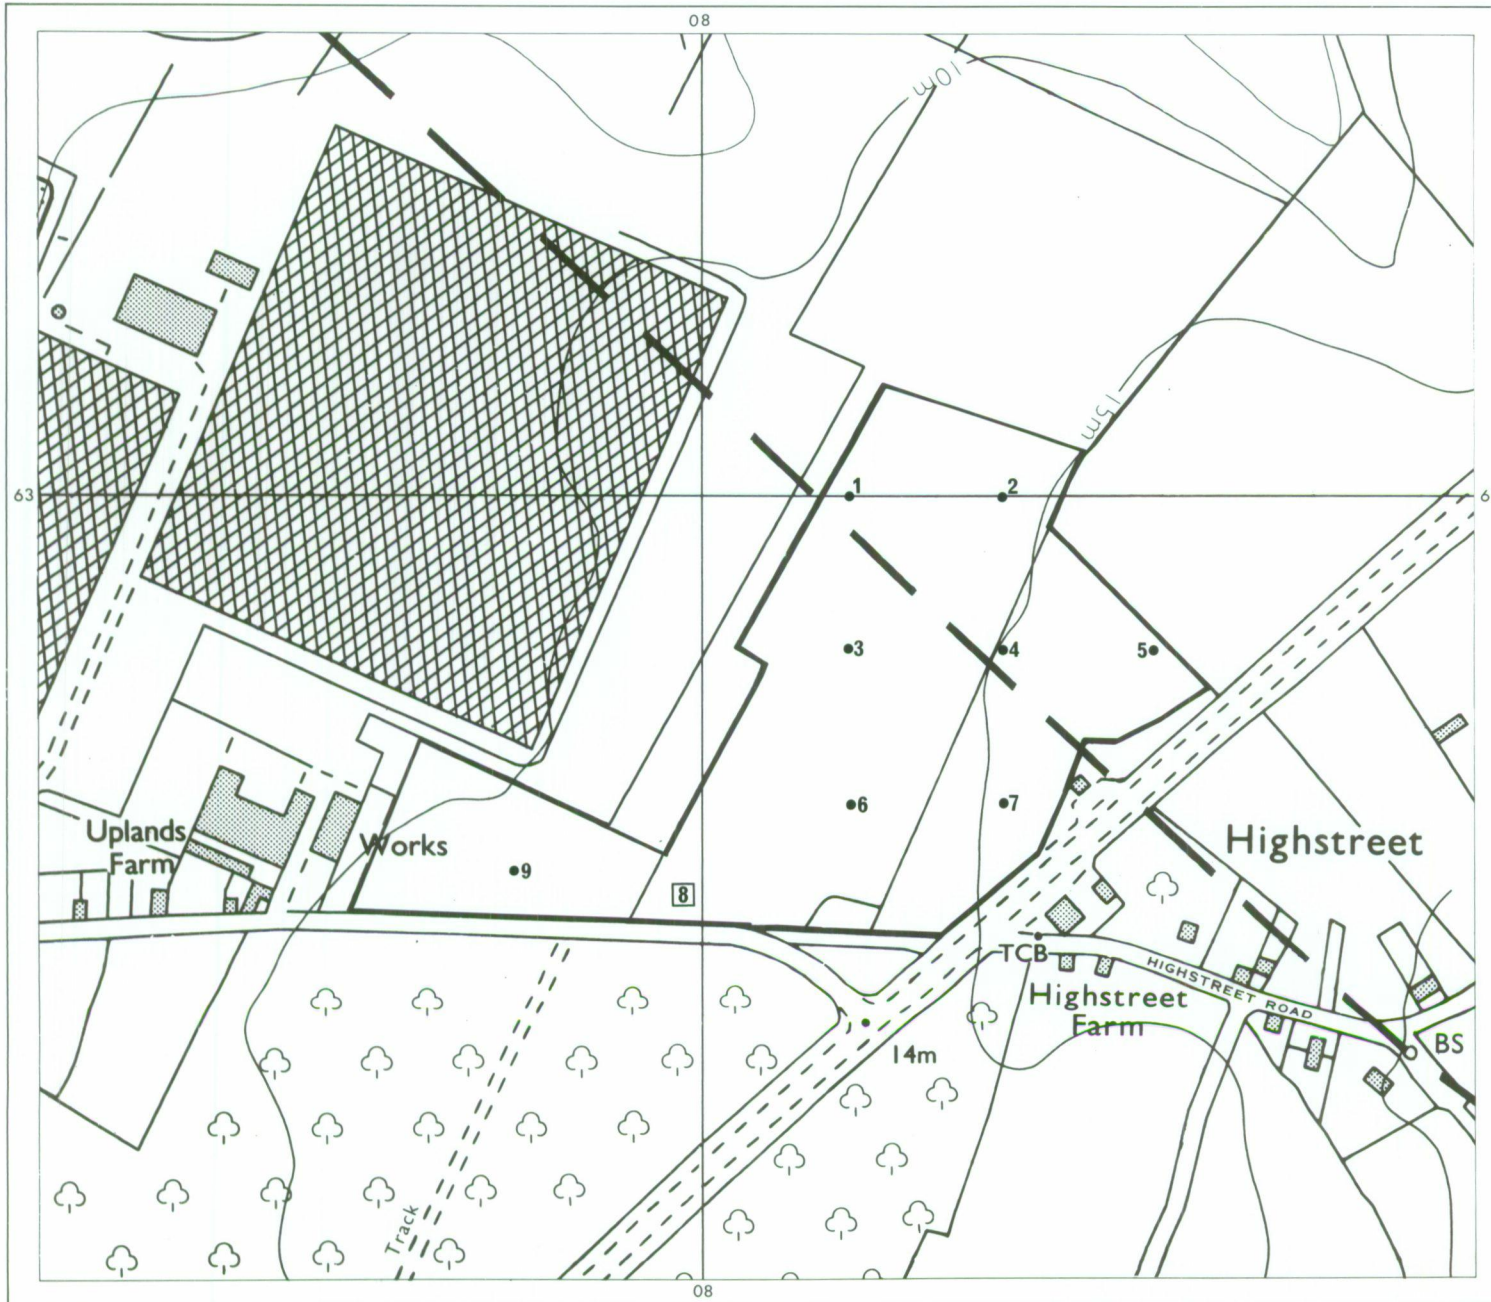 08
10m
15m
63
6
1
2
3
4
5
6
7
8
9
Uplands
Farm
Works
Highstreet
TCB
HIGHSTREET ROAD
Highstreet
Farm
14m
BS
Track
08